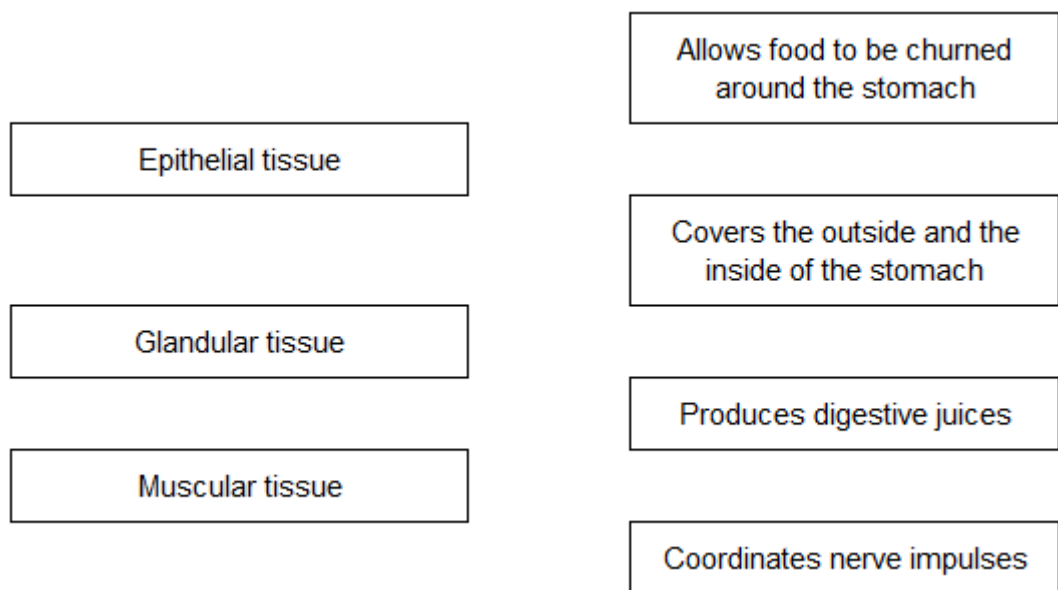 Epithelial tissue
Glandular tissue
Muscular tissue
Allows food to be churned
around the stomach
Covers the outside and the
inside of the stomach
Produces digestive juices
Coordinates nerve impulses